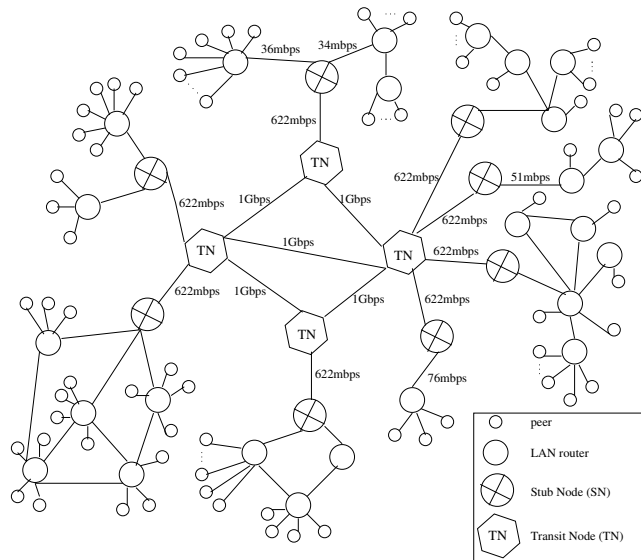 36mbps
34mbps
622mbps
TN
622mbps
51mbps
622mbps
1Gbps
1Gbps
622mbps
TN
1Gbps
TN
622mbps
622mbps
1Gbps
1Gbps
622mbps
TN
622mbps
76mbps
peer
LAN router
Stub Node (SN)
TN
Transit Node (TN)